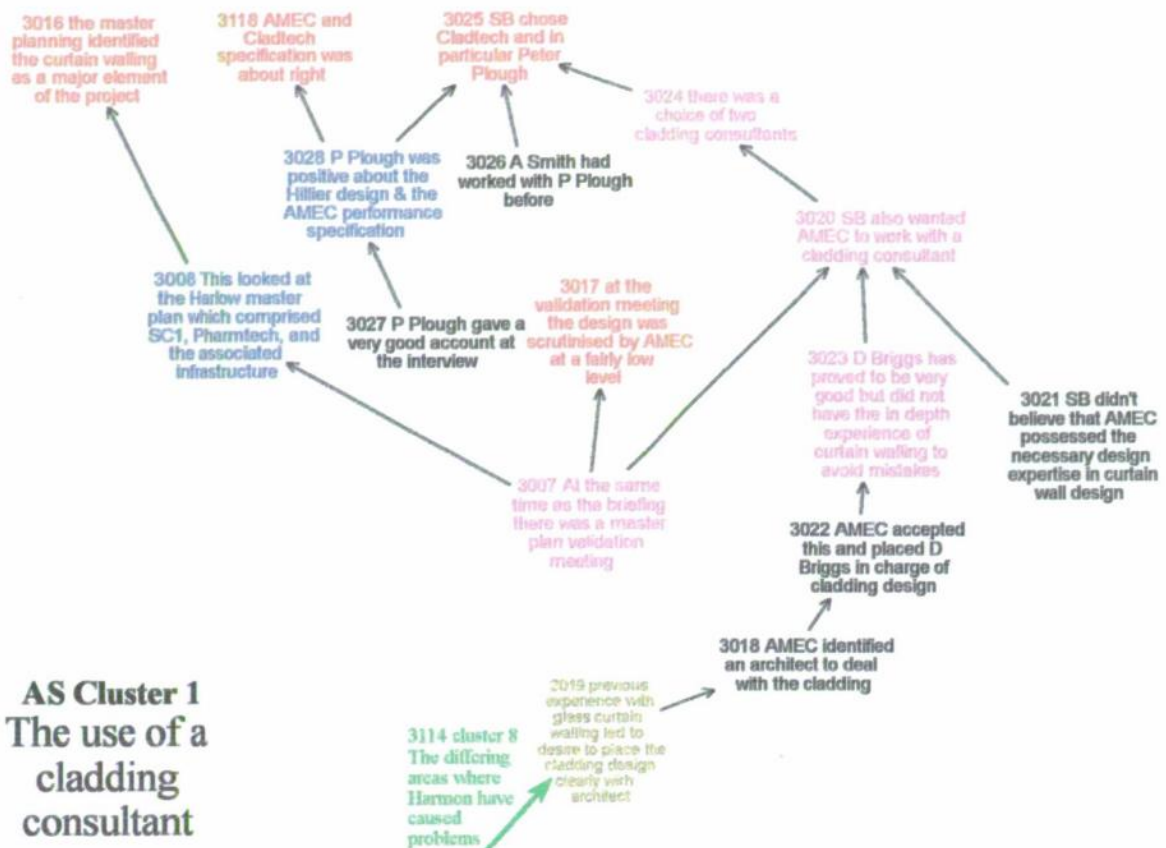 3016 the master
planning identified
the curtain walling
as a major element
of the project
3118 AMEC and
Cladtech
specification was
about right
3025 SB chose
Cladtech and in
particular Peter
Plough
3024 there was a
choice of two
cladding consultants
3028 P Plough was
positive about the
Hillier design & the
AMEC performance
specification
3026 A Smith had
worked with P Plough
before
3020 SB also wanted
AMEC to work with a
cladding consultant
3008 This looked at
the Harlow master
plan which comprised
SC1, Pharmtech, and
the associated
infrastructure
3027 P Plough gave a
very good account at
the interview
3017 at the
validation meeting
the design was
scrutinised by AMEC
at a fairly low
level
3023 D Briggs has
proved to be very
good but did not
have the in depth
experience of
curtain walling to
avoid mistakes
3021 SB didn't
believe that AMEC
possessed the
necessary design
expertise in curtain
wall design
3007 At the same
time as the briefing
there was a master
plan validation
meeting
3022 AMEC accepted
this and placed D
Briggs in charge of
cladding design
3018 AMEC identified
an architect to deal
with the cladding
2019 previous
experience with
glass curtain
walling led to
desire to place the
cladding design
clearly with
architect
3114 cluster 8
The differing
areas where
Harmon have
caused
problems
AS Cluster 1
The use of a
cladding
consultant